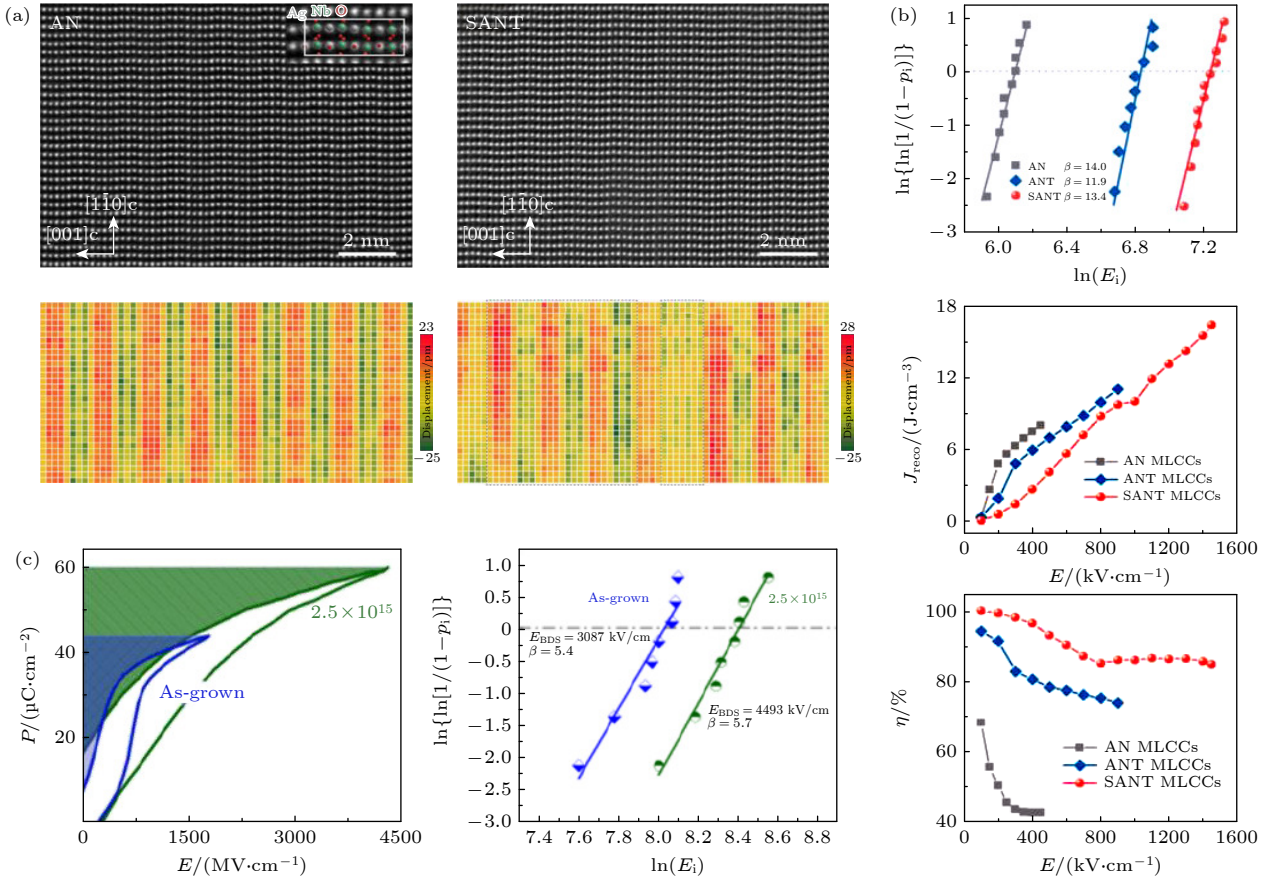 (a)
AN
Ag Nb O
[11̄0]c
[001]c
2 nm
SANT
[11̄0]c
[001]c
2 nm
23
Displacement/pm
−25
28
Displacement/pm
−25
(b)
ln{ln[1/(1−pᵢ)]}
1
0
−1
−2
−3
AN β=14.0
ANT β=11.9
SANT β=13.4
6.0 6.4 6.8 7.2
ln(Eᵢ)
J_reco/(J·cm⁻³)
18
12
6
0
AN MLCCs
ANT MLCCs
SANT MLCCs
0 400 800 1200 1600
E/(kV·cm⁻¹)
η/%
100
80
60
40
AN MLCCs
ANT MLCCs
SANT MLCCs
0 400 800 1200 1600
E/(kV·cm⁻¹)
(c)
P/(μC·cm⁻²)
60
40
20
2.5×10¹⁵
As-grown
0 1500 3000 4500
E/(MV·cm⁻¹)
ln{ln[1/(1−pᵢ)]}
1.0
0.5
0
−0.5
−1.0
−1.5
−2.0
−2.5
−3.0
As-grown
2.5×10¹⁵
E_BDS=3087 kV/cm
β=5.4
E_BDS=4493 kV/cm
β=5.7
7.4 7.6 7.8 8.0 8.2 8.4 8.6 8.8
ln(Eᵢ)